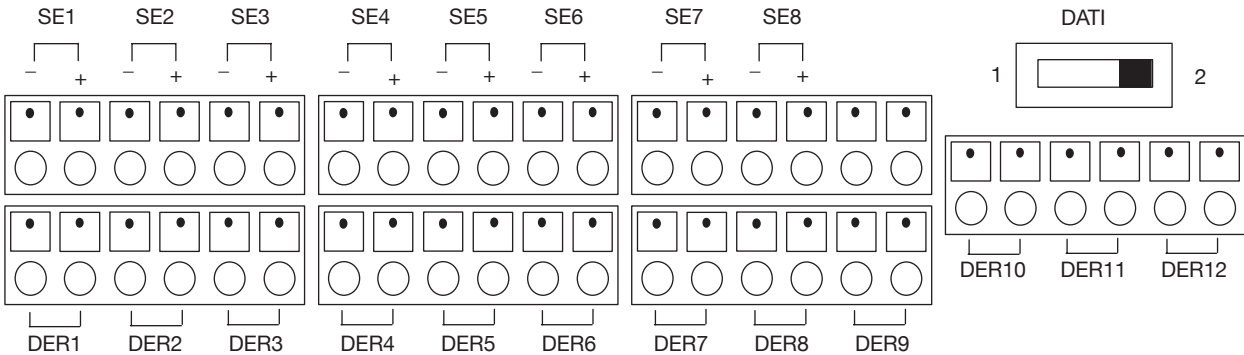 SE1 SE2 SE3 SE4 SE5 SE6 SE7 SE8 DATI
− + − + − + − + − + − + − + − +
1 2
DER10 DER11 DER12
DER1 DER2 DER3 DER4 DER5 DER6 DER7 DER8 DER9